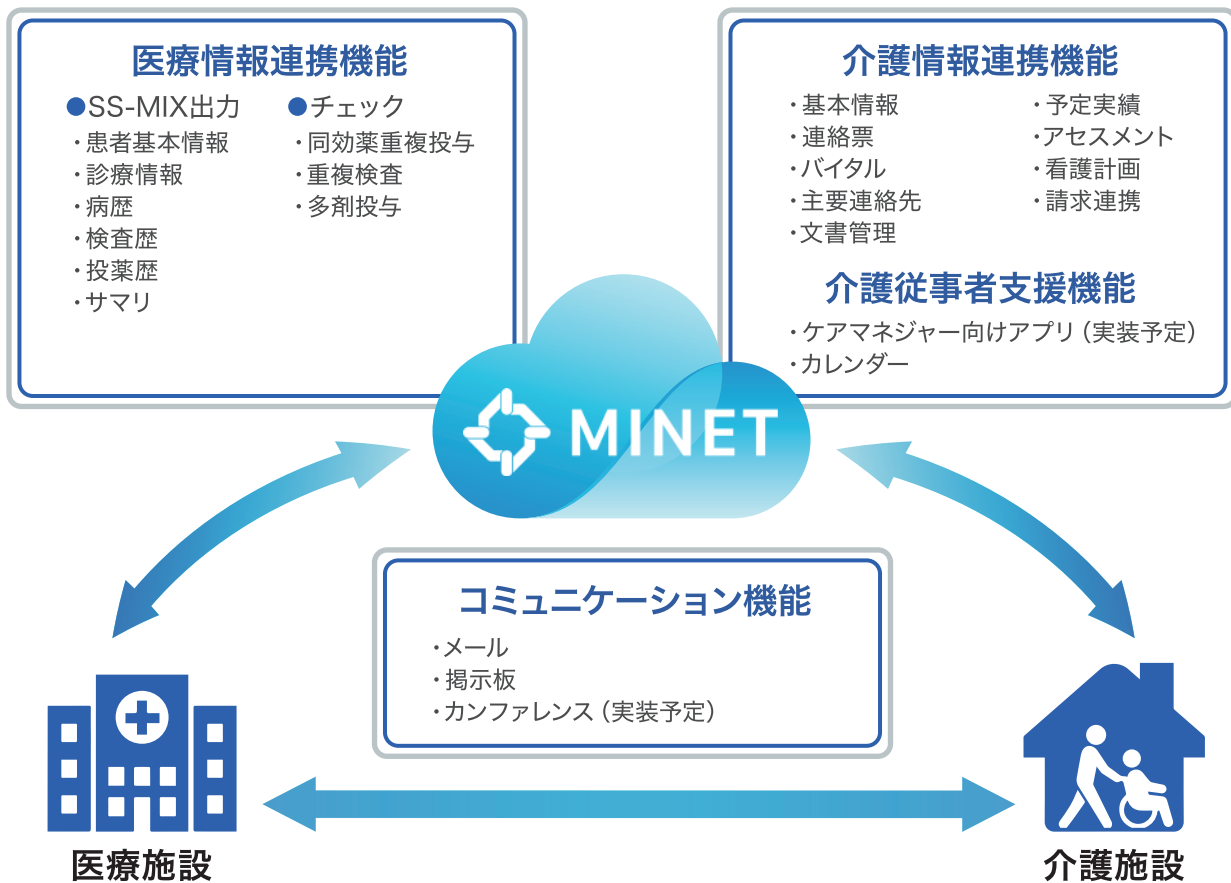 医療情報連携機能
●SS-MIX出力
・患者基本情報
・診療情報
・病歴
・検査歴
・投薬歴
・サマリ
●チェック
・同効薬重複投与
・重複検査
・多剤投与
介護情報連携機能
・基本情報
・連絡票
・バイタル
・主要連絡先
・文書管理
・予定実績
・アセスメント
・看護計画
・請求連携
介護従事者支援機能
・ケアマネジャー向けアプリ（実装予定）
・カレンダー
MINET
コミュニケーション機能
・メール
・掲示板
・カンファレンス（実装予定）
医療施設
介護施設